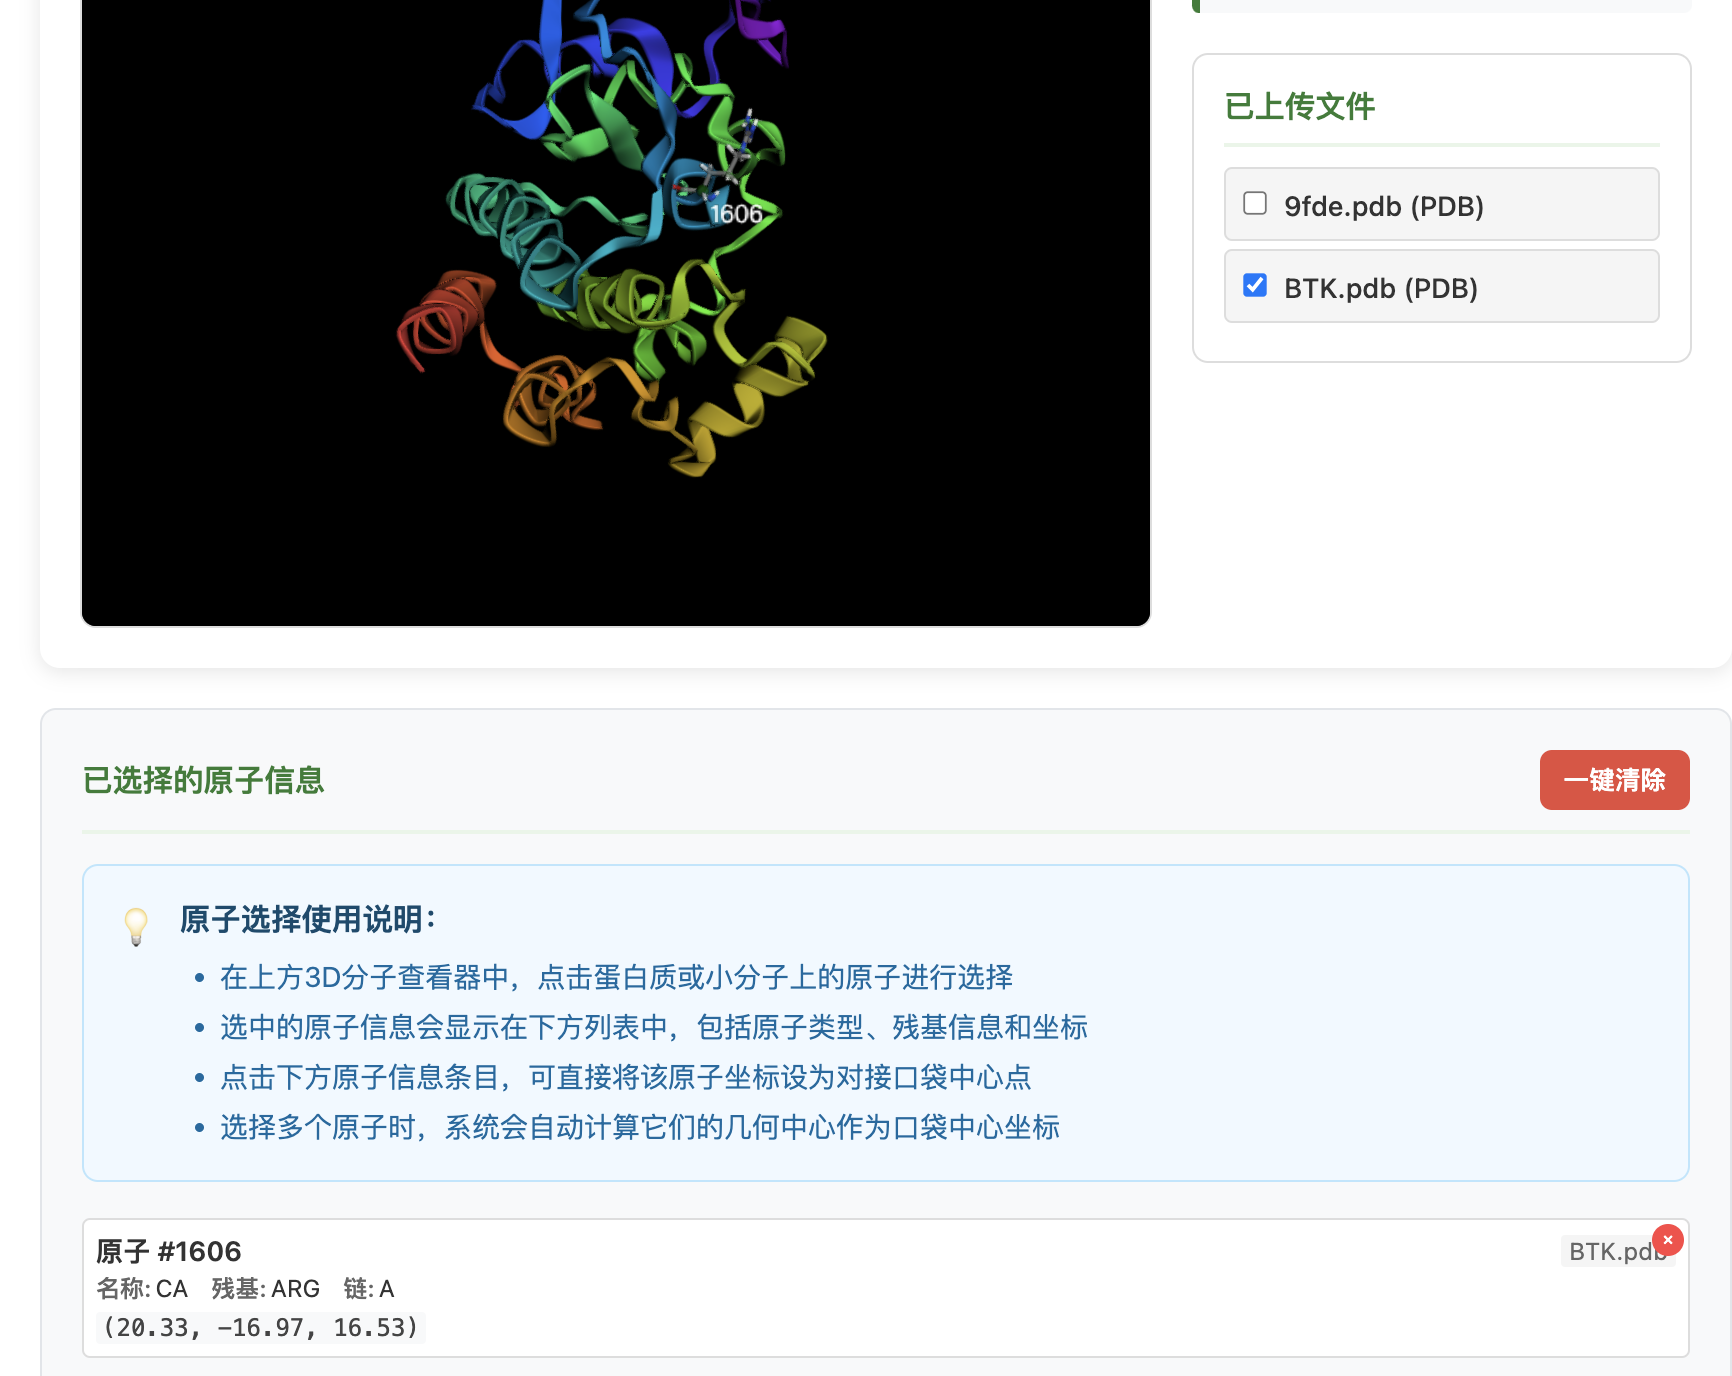 1606
已上传文件
9fde.pdb (PDB)
BTK.pdb (PDB)
已选择的原子信息
一键清除
原子选择使用说明：
在上方3D分子查看器中，点击蛋白质或小分子上的原子进行选择
选中的原子信息会显示在下方列表中，包括原子类型、残基信息和坐标
点击下方原子信息条目，可直接将该原子坐标设为对接口袋中心点
选择多个原子时，系统会自动计算它们的几何中心作为口袋中心坐标
原子 #1606
BTK.pdb
名称: CA 残基: ARG 链: A
(20.33, -16.97, 16.53)